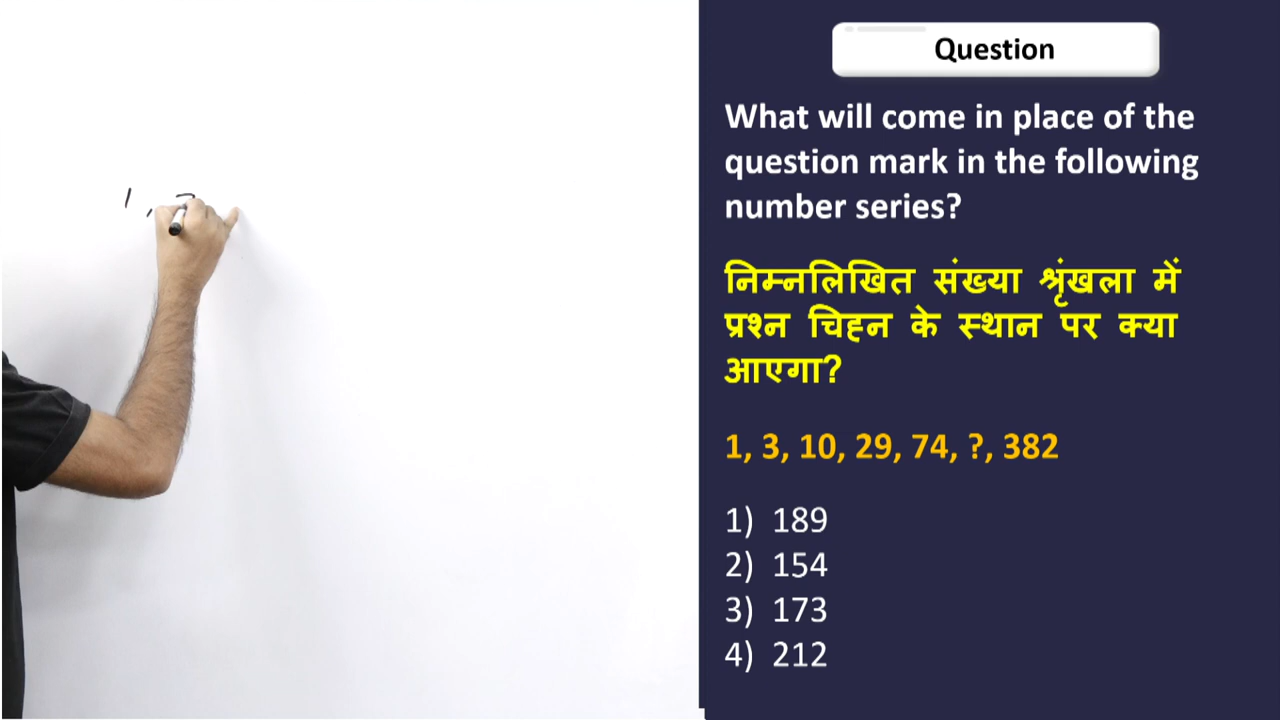 Question
What will come in place of the
question mark in the following
number series?
निम्नलिखित संख्या श्रृंखला में
प्रश्न चिह्न के स्थान पर क्या
आएगा?
1, 3, 10, 29, 74, ?, 382
1) 189
2) 154
3) 173
4) 212
1,